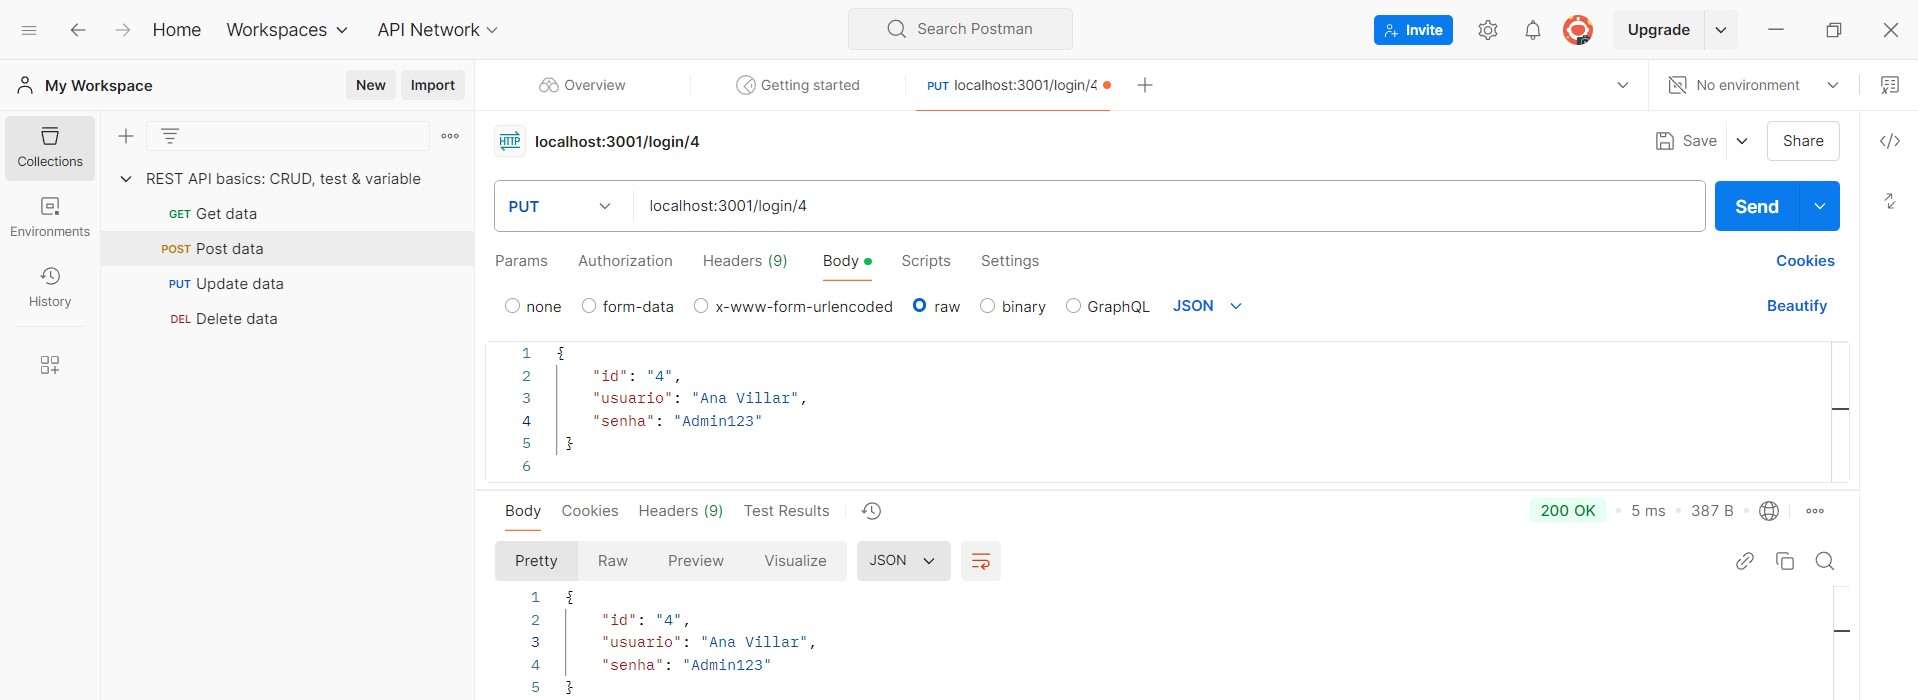 Home Workspaces API Network Search Postman Invite Upgrade
My Workspace New Import Overview Getting started PUT localhost:3001/login/4 No environment
Collections
Environments
History
REST API basics: CRUD, test & variable
GET Get data
POST Post data
PUT Update data
DEL Delete data
HTTP localhost:3001/login/4 Save Share
PUT localhost:3001/login/4 Send
Params Authorization Headers (9) Body Scripts Settings Cookies
none form-data x-www-form-urlencoded raw binary GraphQL JSON Beautify
1 {
2 "id": "4",
3 "usuario": "Ana Villar",
4 "senha": "Admin123"
5 }
6
Body Cookies Headers (9) Test Results 200 OK 5 ms 387 B
Pretty Raw Preview Visualize JSON
1 {
2 "id": "4",
3 "usuario": "Ana Villar",
4 "senha": "Admin123"
5 }